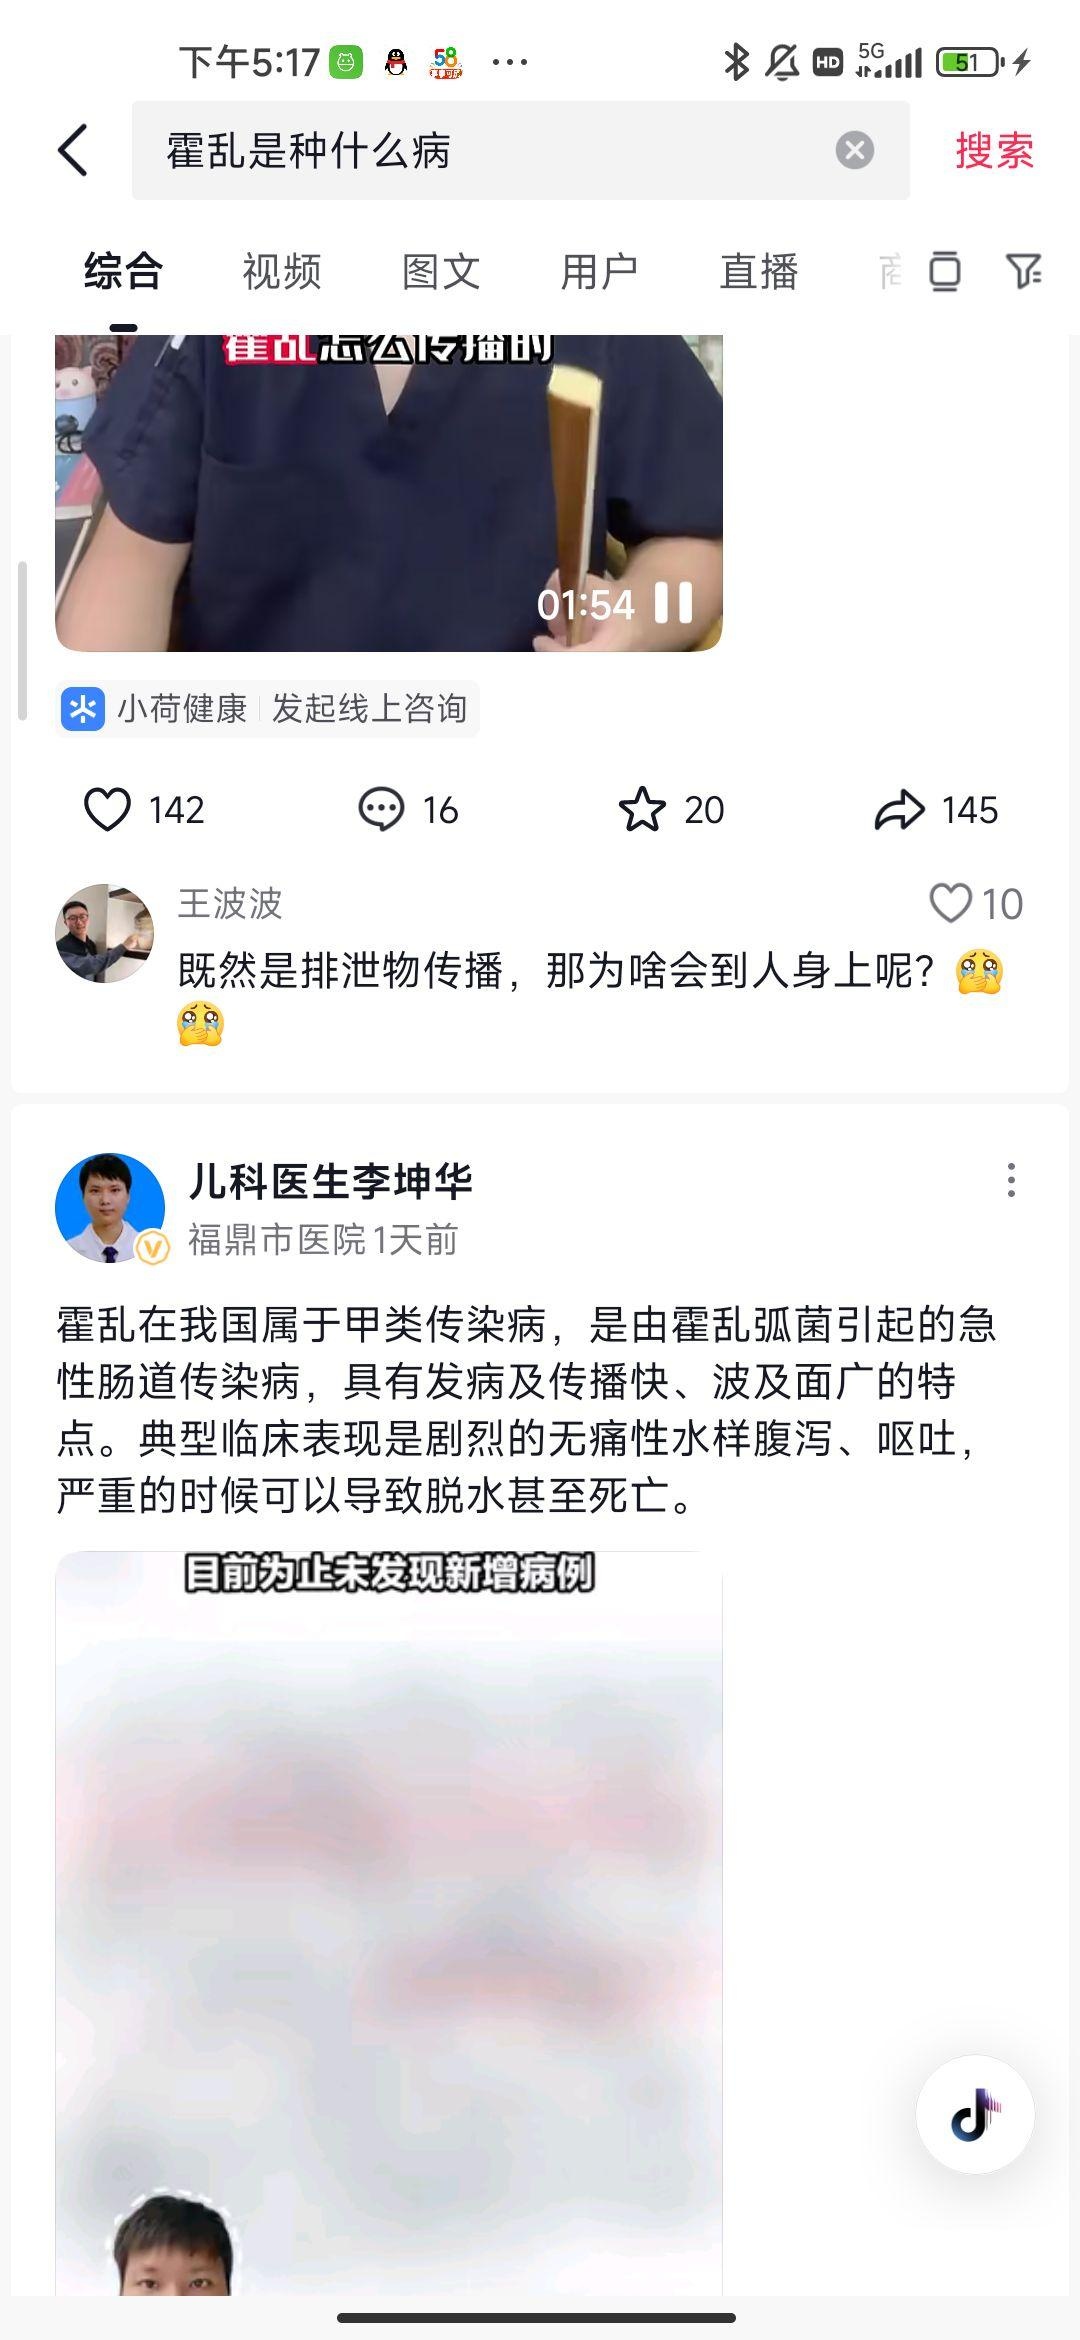 下午5:17
58
HD
5G
51
霍乱是种什么病
搜索
综合
视频
图文
用户
直播
霍乱怎么传播的
01:54
小荷健康
发起线上咨询
142
16
20
145
王波波
10
既然是排泄物传播，那为啥会到人身上呢？
儿科医生李坤华
福鼎市医院 1天前
霍乱在我国属于甲类传染病，是由霍乱弧菌引起的急
性肠道传染病，具有发病及传播快、波及面广的特
点。典型临床表现是剧烈的无痛性水样腹泻、呕吐，
严重的时候可以导致脱水甚至死亡。
目前为止未发现新增病例